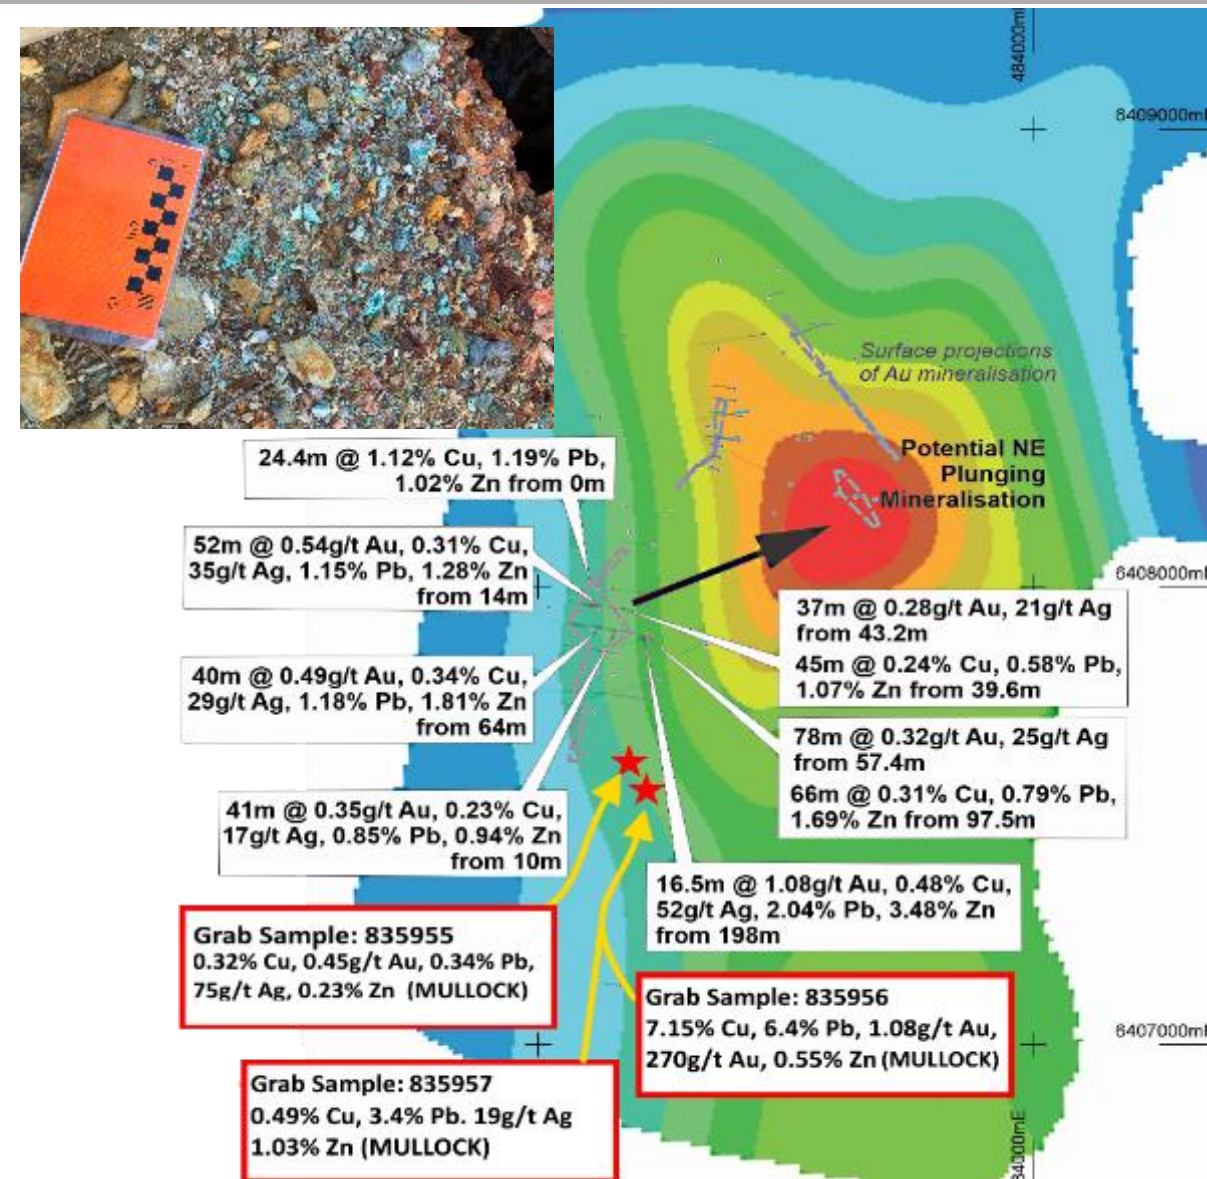 484000mE
6409000mE
Surface projections
of Au mineralisation
Potential NE
Plunging
Mineralisation
24.4m @ 1.12% Cu, 1.19% Pb,
1.02% Zn from 0m
52m @ 0.54g/t Au, 0.31% Cu,
35g/t Ag, 1.15% Pb, 1.28% Zn
from 14m
6408000m
37m @ 0.28g/t Au, 21g/t Ag
from 43.2m
45m @ 0.24% Cu, 0.58% Pb,
1.07% Zn from 39.6m
40m @ 0.49g/t Au, 0.34% Cu,
29g/t Ag, 1.18% Pb, 1.81% Zn
from 64m
78m @ 0.32g/t Au, 25g/t Ag
from 57.4m
66m @ 0.31% Cu, 0.79% Pb,
1.69% Zn from 97.5m
41m @ 0.35g/t Au, 0.23% Cu,
17g/t Ag, 0.85% Pb, 0.94% Zn
from 10m
16.5m @ 1.08g/t Au, 0.48% Cu,
52g/t Ag, 2.04% Pb, 3.48% Zn
from 198m
Grab Sample: 835955
0.32% Cu, 0.45g/t Au, 0.34% Pb,
75g/t Ag, 0.23% Zn (MULLOCK)
Grab Sample: 835956
7.15% Cu, 6.4% Pb, 1.08g/t Au,
270g/t Au, 0.55% Zn (MULLOCK)
6407000m
Grab Sample: 835957
0.49% Cu, 3.4% Pb. 19g/t Ag
1.03% Zn (MULLOCK)
84000mE